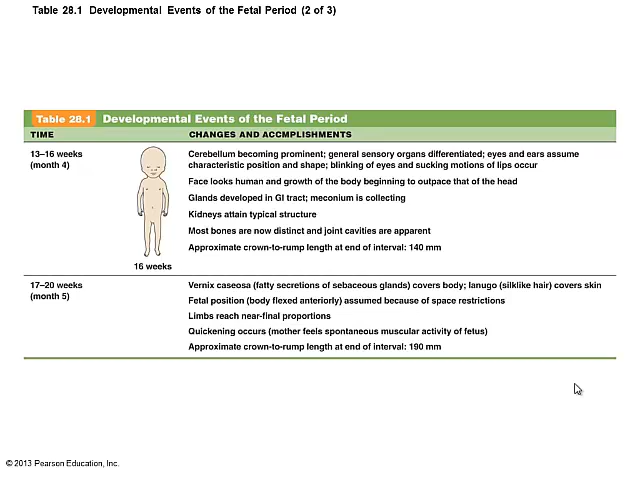 Table 28.1 Developmental Events of the Fetal Period (2 of 3)
Table 28.1 Developmental Events of the Fetal Period
TIME CHANGES AND ACCMPLISHMENTS
13–16 weeks
(month 4)
Cerebellum becoming prominent; general sensory organs differentiated; eyes and ears assume
characteristic position and shape; blinking of eyes and sucking motions of lips occur
Face looks human and growth of the body beginning to outpace that of the head
Glands developed in GI tract; meconium is collecting
Kidneys attain typical structure
Most bones are now distinct and joint cavities are apparent
Approximate crown-to-rump length at end of interval: 140 mm
16 weeks
17–20 weeks
(month 5)
Vernix caseosa (fatty secretions of sebaceous glands) covers body; lanugo (silklike hair) covers skin
Fetal position (body flexed anteriorly) assumed because of space restrictions
Limbs reach near-final proportions
Quickening occurs (mother feels spontaneous muscular activity of fetus)
Approximate crown-to-rump length at end of interval: 190 mm
© 2013 Pearson Education, Inc.